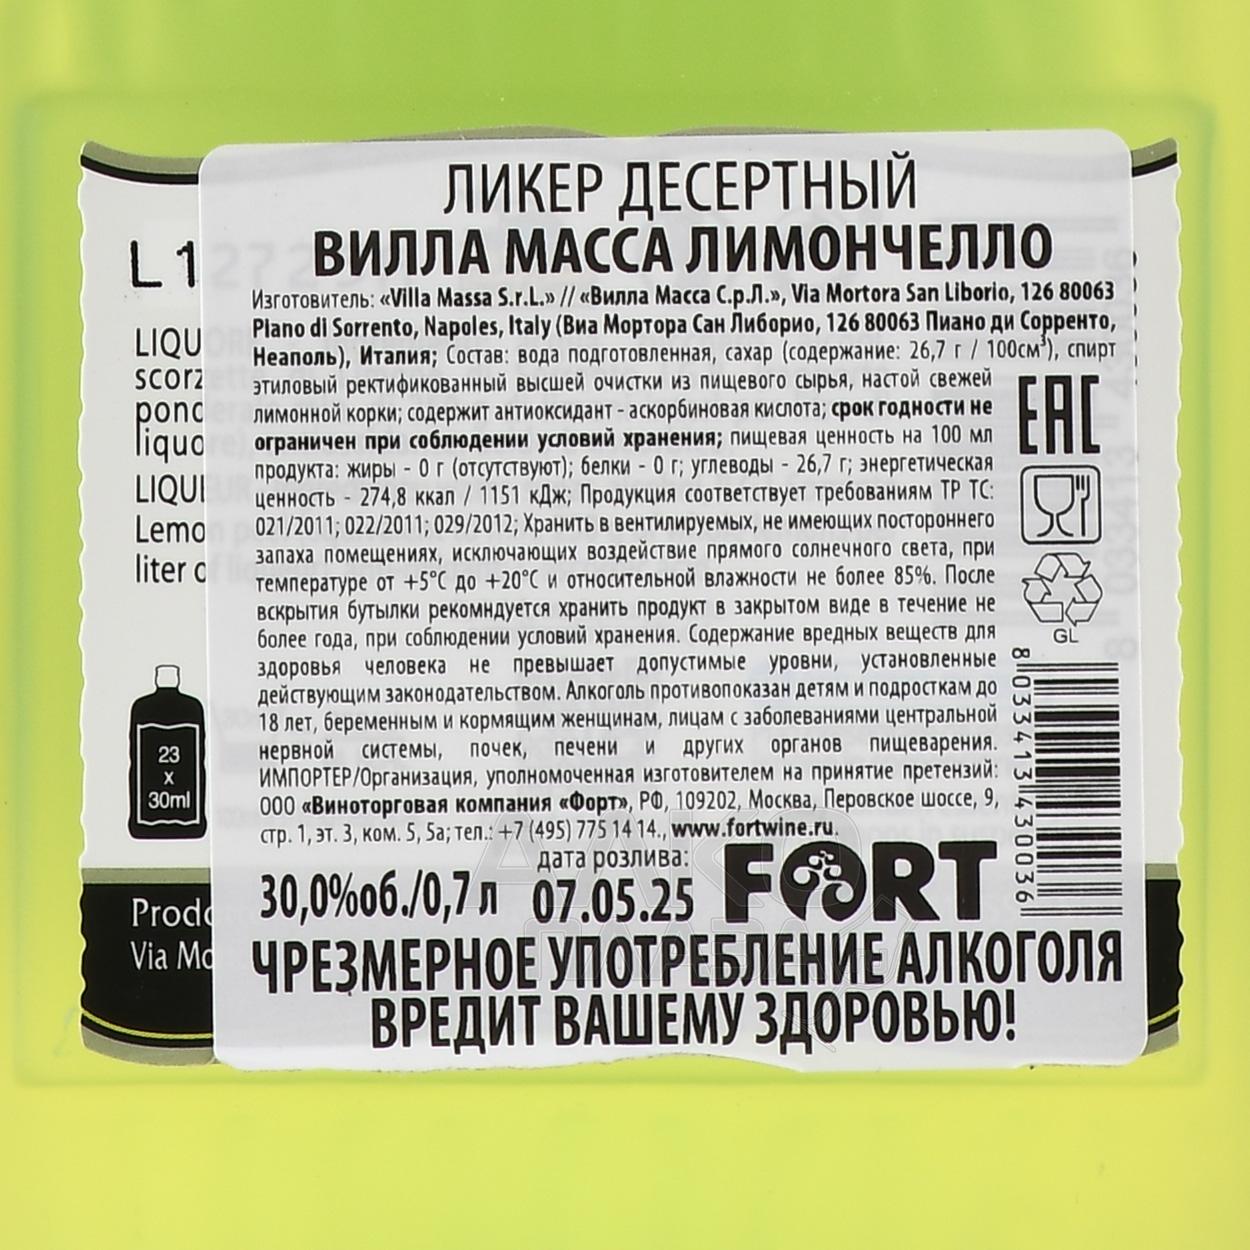 ЛИКЕР ДЕСЕРТНЫЙ
ВИЛЛА МАССА ЛИМОНЧЕЛЛО
Изготовитель: «Villa Massa S.r.L.» // «Вилла Масса С.р.Л.», Via Mortora San Liborio, 126 80063
Plano di Sorrento, Napoles, Italy (Виа Мортора Сан Либорио, 126 80063 Пиано ди Сорренто,
Неаполь), Италия; Состав: вода подготовленная, сахар (содержание: 26,7 г / 100см³), спирт
этиловый ректификованный высшей очистки из пищевого сырья, настой свежей
лимонной корки; содержит антиоксидант - аскорбиновая кислота; срок годности не
ограничен при соблюдении условий хранения; пищевая ценность на 100 мл
продукта: жиры - 0 г (отсутствуют); белки - 0 г; углеводы - 26,7 г; энергетическая
ценность - 274,8 ккал / 1151 кДж; Продукция соответствует требованиям ТР ТС:
021/2011; 022/2011; 029/2012; Хранить в вентилируемых, не имеющих постороннего
запаха помещениях, исключающих воздействие прямого солнечного света, при
температуре от +5°С до +20°С и относительной влажности не более 85%. После
вскрытия бутылки рекомндуется хранить продукт в закрытом виде в течение не
более года, при соблюдении условий хранения. Содержание вредных веществ для
здоровья человека не превышает допустимые уровни, установленные
действующим законодательством. Алкоголь противопоказан детям и подросткам до
18 лет, беременным и кормящим женщинам, лицам с заболеваниями центральной
нервной системы, почек, печени и других органов пищеварения.
ИМПОРТЕР/Организация, уполномоченная изготовителем на принятие претензий:
ООО «Виноторговая компания «Форт», РФ, 109202, Москва, Перовское шоссе, 9,
стр. 1, эт. 3, ком. 5, 5а; тел.: +7 (495) 775 14 14., www.fortwine.ru.
дата розлива:
30,0%об./0,7 л 07.05.25 FORT
ЧРЕЗМЕРНОЕ УПОТРЕБЛЕНИЕ АЛКОГОЛЯ
ВРЕДИТ ВАШЕМУ ЗДОРОВЬЮ!
EAC
GL
8 033413 430036
L 1
LIQU
scorz
pond
liquo
LIQUE
Lemo
liter o
23
x
30ml
Prodo
Via Mo